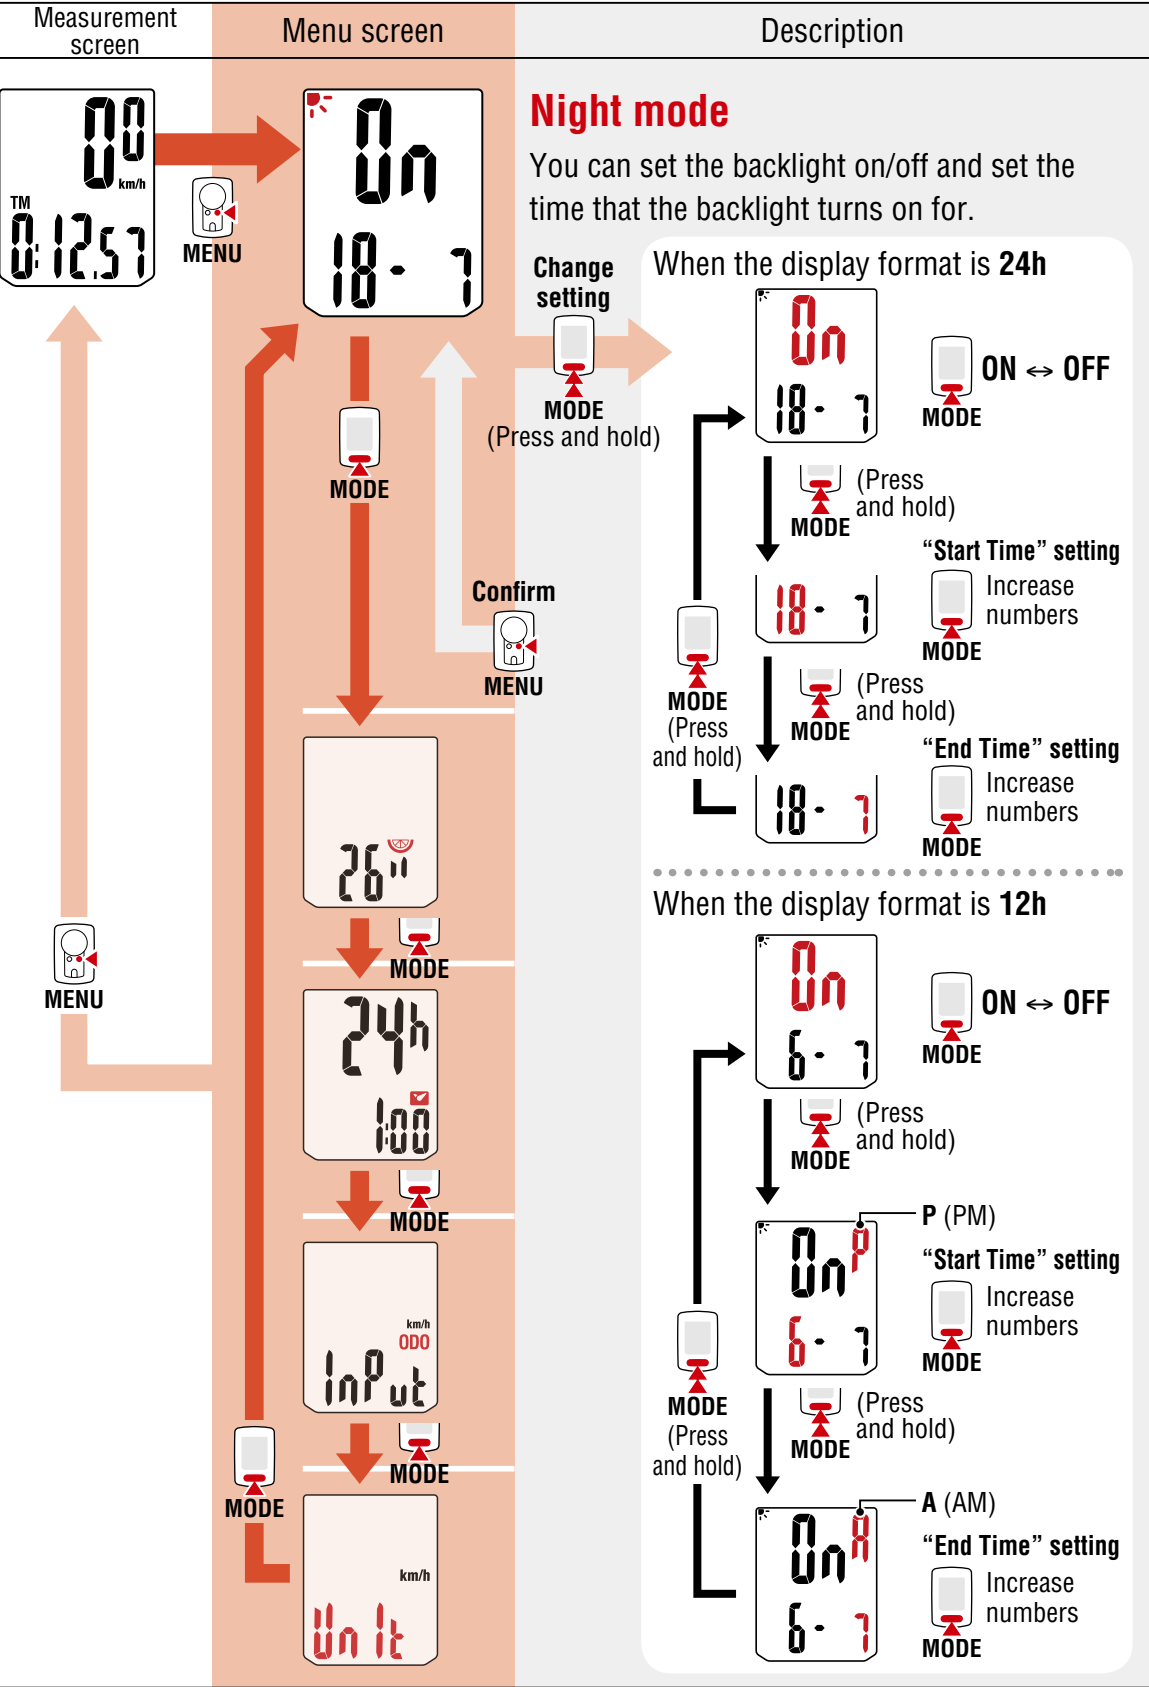 Measurement
screen
Menu screen
Description
0.0
km/h
TM
0:12.57
MENU
On
18- 7
Night mode
You can set the backlight on/off and set the
time that the backlight turns on for.
Change
setting
MODE
(Press and hold)
MODE
Confirm
MENU
When the display format is 24h
On
18- 7
ON ↔ OFF
MODE
(Press
and hold)
MODE
“Start Time” setting
18- 7
Increase
numbers
MODE
MODE
(Press
and hold)
(Press
and hold)
MODE
“End Time” setting
18- 7
Increase
numbers
MODE
26"
MODE
24h
1:00
MODE
km/h
ODO
InPut
MODE
km/h
Unit
MODE
MENU
When the display format is 12h
On
6- 7
ON ↔ OFF
MODE
(Press
and hold)
MODE
P (PM)
On P
6- 7
“Start Time” setting
Increase
numbers
MODE
MODE
(Press
and hold)
(Press
and hold)
MODE
A (AM)
On A
6- 7
“End Time” setting
Increase
numbers
MODE